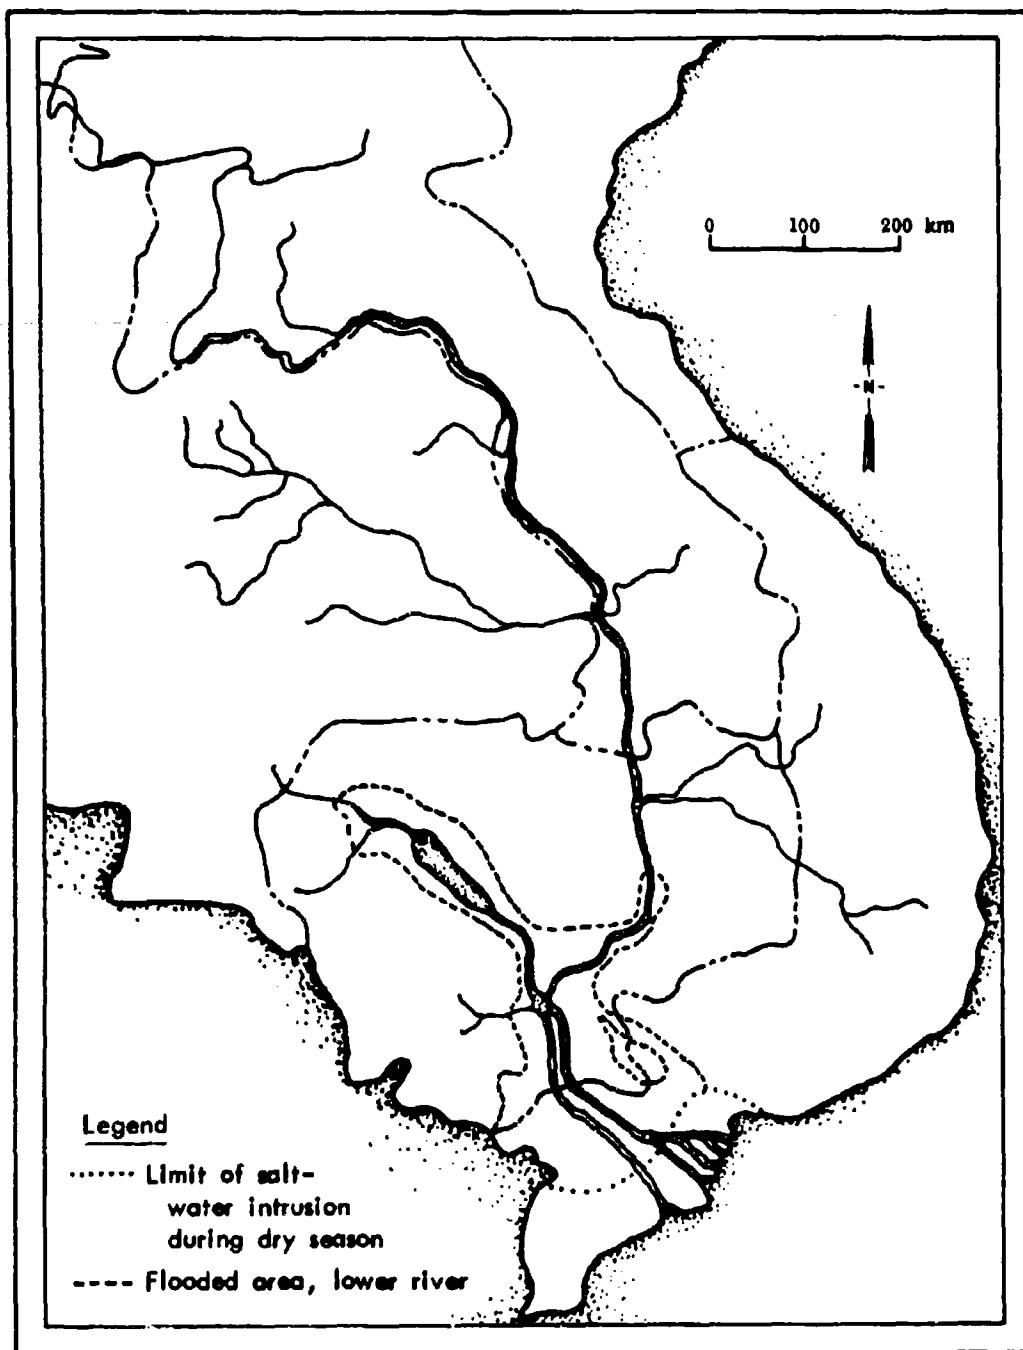 0 100 200 km
-N-
Legend
Limit of salt-
water intrusion
during dry season
Flooded area, lower river